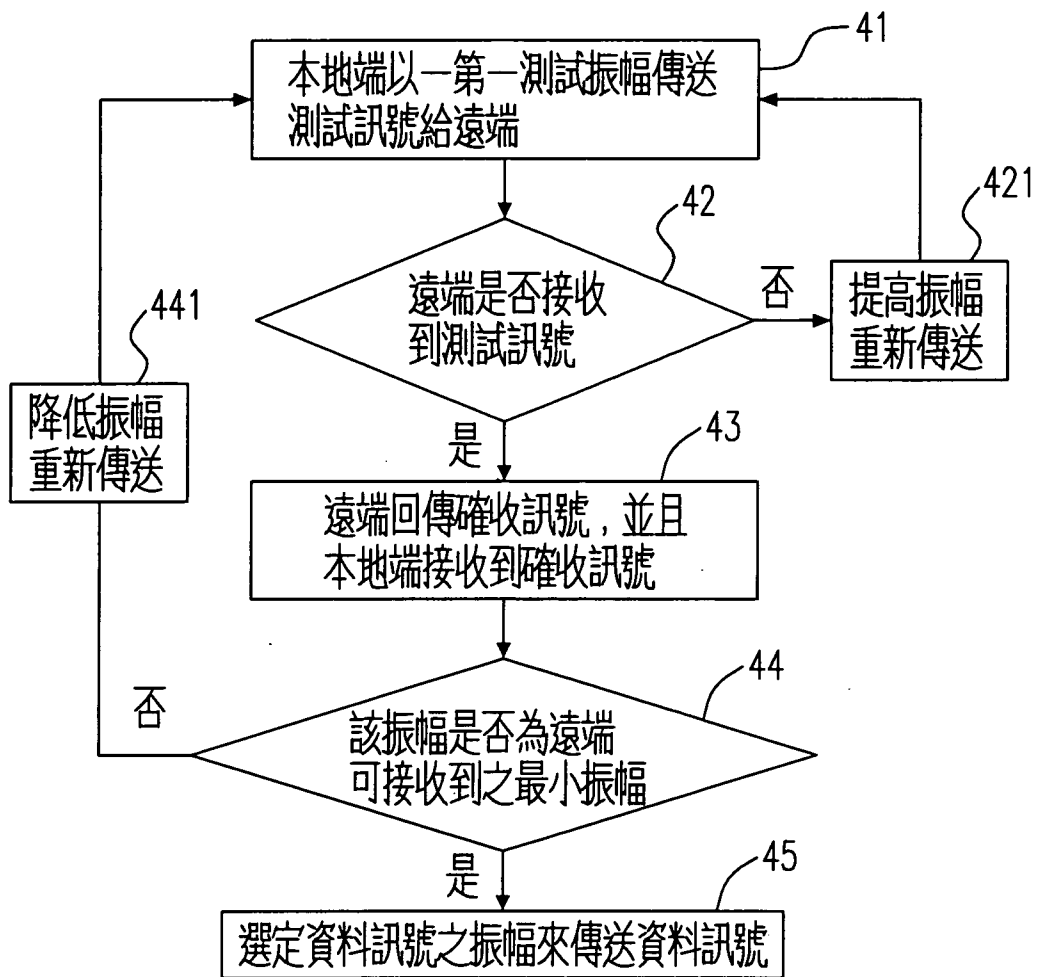 41
本地端以一第一測試振幅傳送
測試訊號給遠端
42
421
遠端是否接收
到測試訊號
否
提高振幅
重新傳送
441
降低振幅
重新傳送
是
43
遠端回傳確收訊號，並且
本地端接收到確收訊號
44
否
該振幅是否為遠端
可接收到之最小振幅
是
45
選定資料訊號之振幅來傳送資料訊號